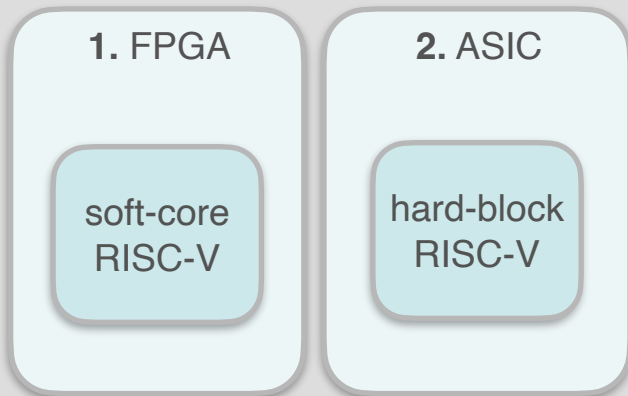 1. FPGA
soft-core
RISC-V
2. ASIC
hard-block
RISC-V